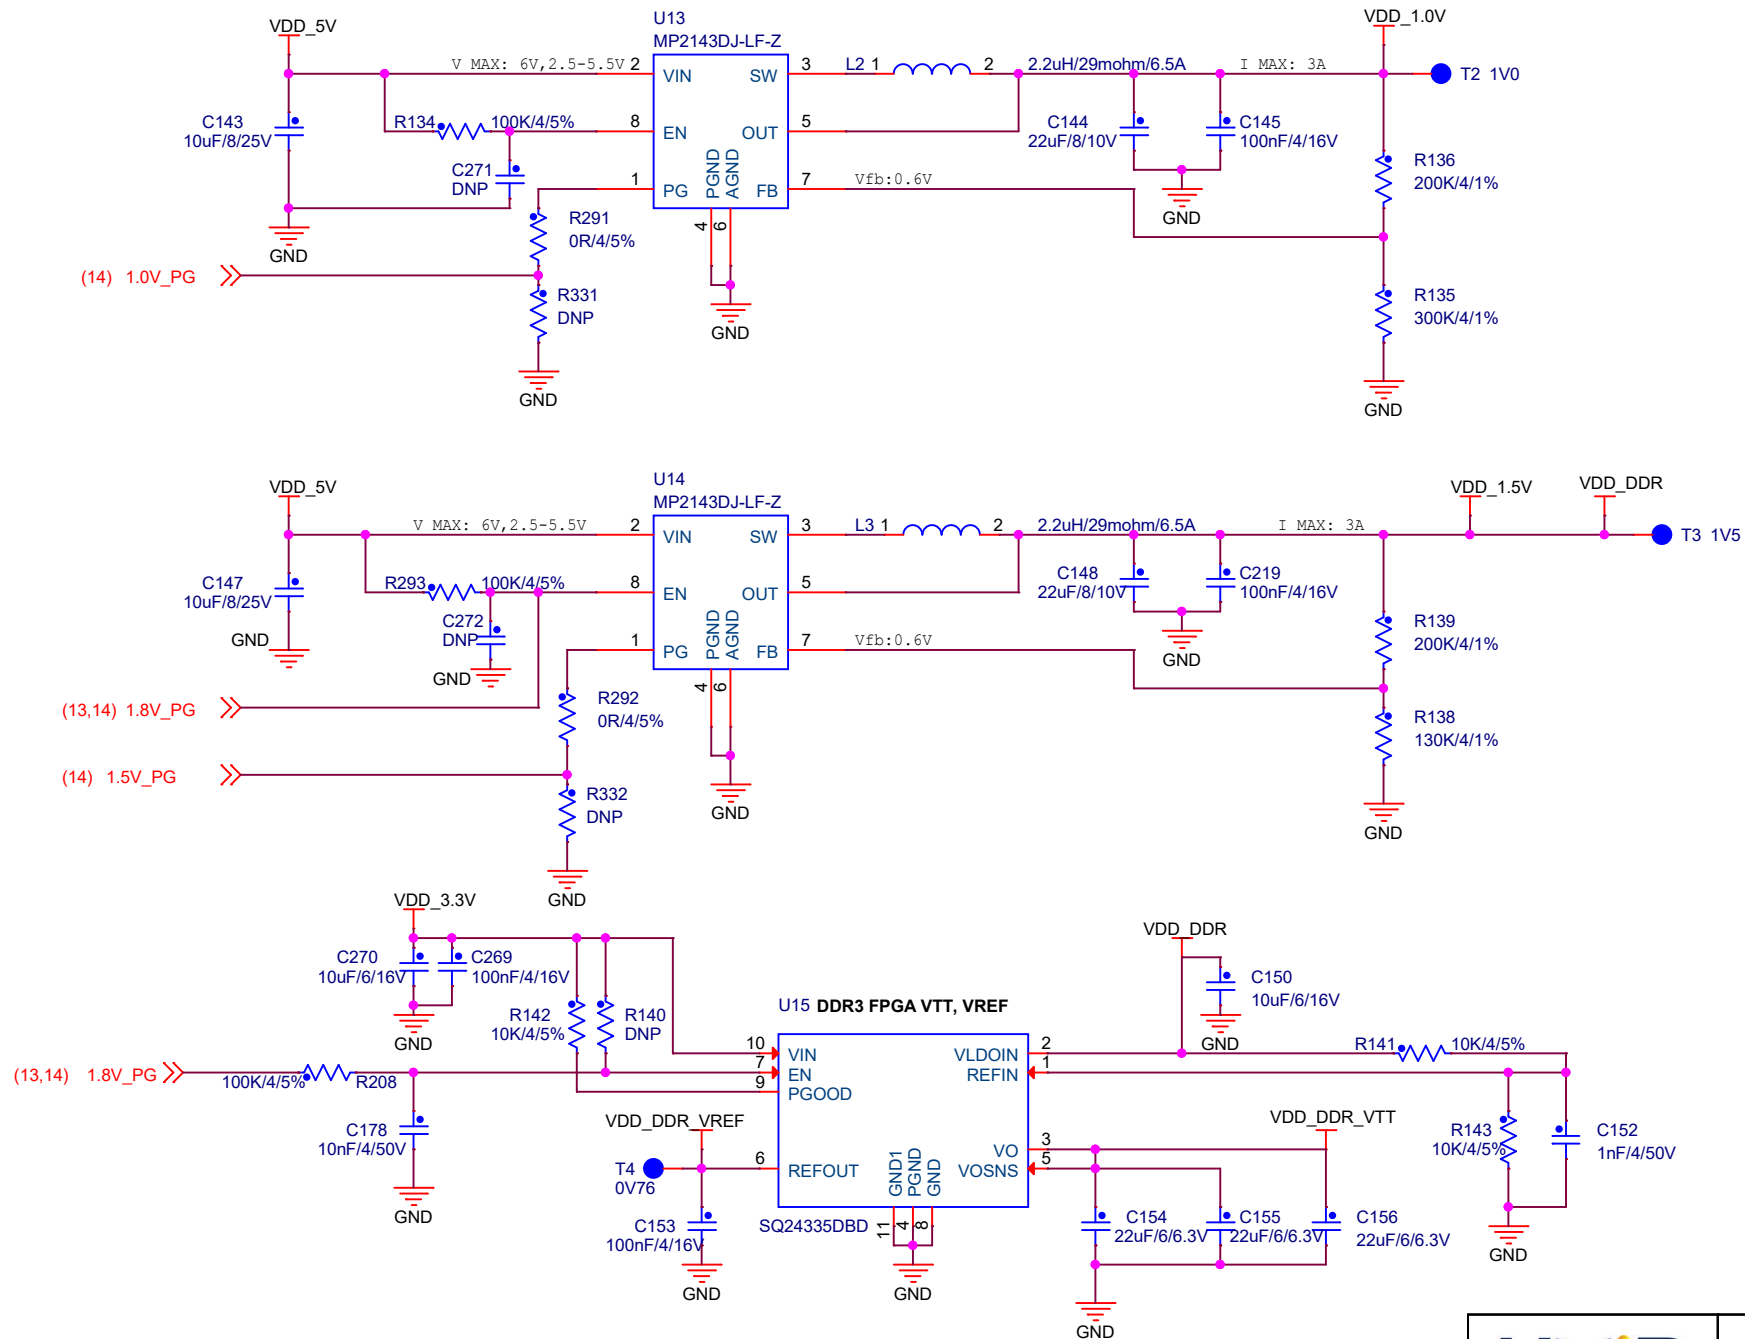 VDD_5V
U13
MP2143DJ-LF-Z
VDD_1.0V
V MAX: 6V,2.5-5.5V
2
VIN
SW
3
L2
1
2
2.2uH/29mohm/6.5A
I MAX: 3A
T2 1V0
C143
10uF/8/25V
R134
100K/4/5%
8
EN
OUT
5
C144
22uF/8/10V
C145
100nF/4/16V
C271
DNP
1
PG
PGND
AGND
FB
7
Vfb:0.6V
R136
200K/4/1%
GND
R291
0R/4/5%
4
6
GND
(14) 1.0V_PG
R331
DNP
GND
R135
300K/4/1%
GND
GND
VDD_5V
U14
MP2143DJ-LF-Z
VDD_1.5V
VDD_DDR
V MAX: 6V,2.5-5.5V
2
VIN
SW
3
L3
1
2
2.2uH/29mohm/6.5A
I MAX: 3A
T3 1V5
C147
10uF/8/25V
R293
100K/4/5%
8
EN
OUT
5
C148
22uF/8/10V
C219
100nF/4/16V
GND
C272
DNP
1
PG
PGND
AGND
FB
7
Vfb:0.6V
R139
200K/4/1%
GND
GND
(13,14) 1.8V_PG
R292
0R/4/5%
4
6
R138
130K/4/1%
(14) 1.5V_PG
R332
DNP
GND
GND
GND
VDD_3.3V
VDD_DDR
C270
10uF/6/16V
C269
100nF/4/16V
C150
10uF/6/16V
R142
10K/4/5%
R140
DNP
U15 DDR3 FPGA VTT, VREF
GND
GND
10
VIN
VLDOIN
2
R141
10K/4/5%
(13,14) 1.8V_PG
100K/4/5%
R208
7
EN
REFIN
1
9
PGOOD
C178
10nF/4/50V
VDD_DDR_VREF
VDD_DDR_VTT
R143
10K/4/5%
C152
1nF/4/50V
VO
3
T4
0V76
6
REFOUT
GND1
PGND
GND
VOSNS
5
GND
C153
100nF/4/16V
SQ24335DBD
11
4
8
C154
22uF/6/6.3V
C155
22uF/6/6.3V
C156
22uF/6/6.3V
GND
GND
GND
GND